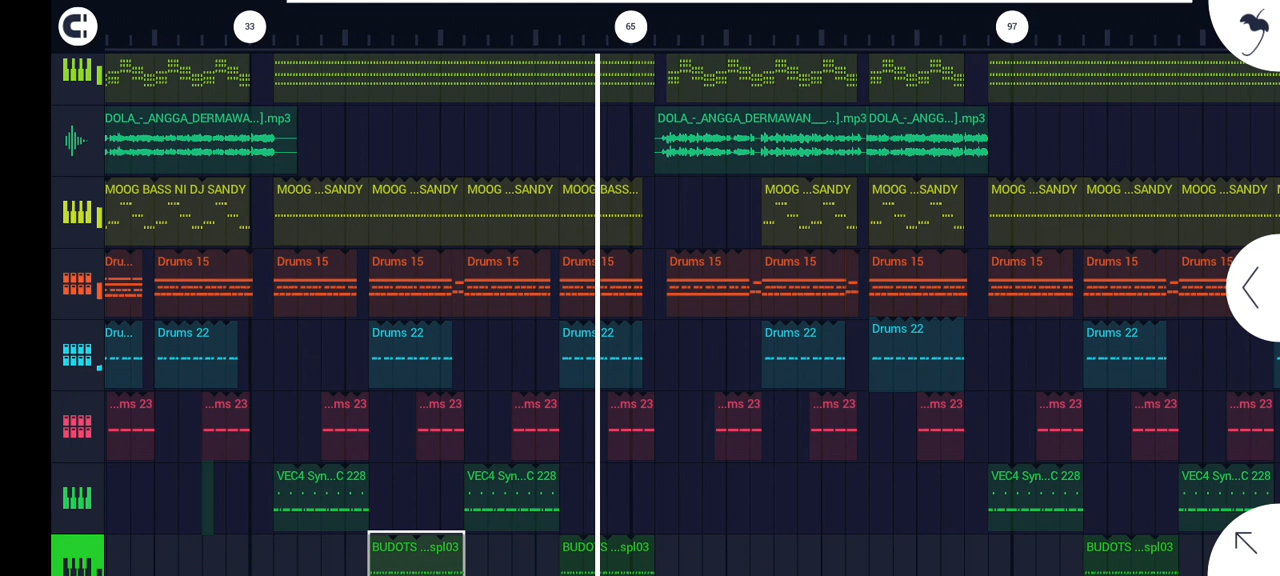 33 65 97
DOLA_-_ANGGA_DERMAWA...].mp3 DOLA_-_ANGGA_DERMAWAN__...].mp3 DOLA_-_ANGG...].mp3
MOOG BASS NI DJ SANDY MOOG ...SANDY MOOG ...SANDY MOOG ...SANDY MOOG BASS... MOOG ...SANDY MOOG ...SANDY MOOG ...SANDY MOOG ...SANDY MOOG ...SANDY
Dru... Drums 15 Drums 15 Drums 15 Drums 15 Drums 15 Drums 15 Drums 15 Drums 15 Drums 15 Drums 15
Dru... Drums 22 Drums 22 Drums 22 Drums 22 Drums 22 Drums 22
...ms 23 ...ms 23 ...ms 23 ...ms 23 ...ms 23 ...ms 23 ...ms 23 ...ms 23 ...ms 23 ...ms 23 ...ms 23 ...ms 23
VEC4 Syn...C 228 VEC4 Syn...C 228 VEC4 Syn...C 228 VEC4 Syn...C 228
BUDOTS ...spl03 BUDOTS ...spl03 BUDOTS ...spl03